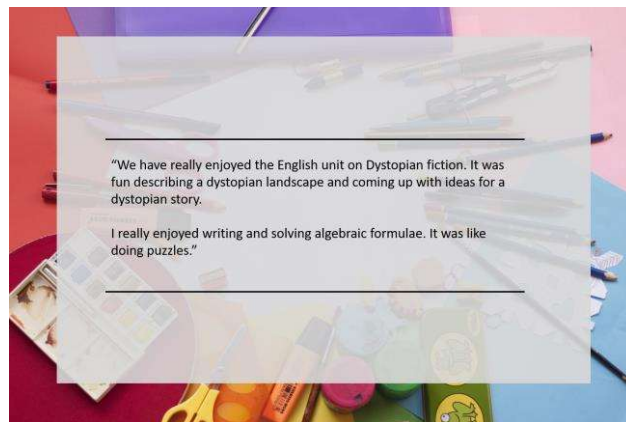 “We have really enjoyed the English unit on Dystopian fiction. It was
fun describing a dystopian landscape and coming up with ideas for a
dystopian story.
I really enjoyed writing and solving algebraic formulae. It was like
doing puzzles.”